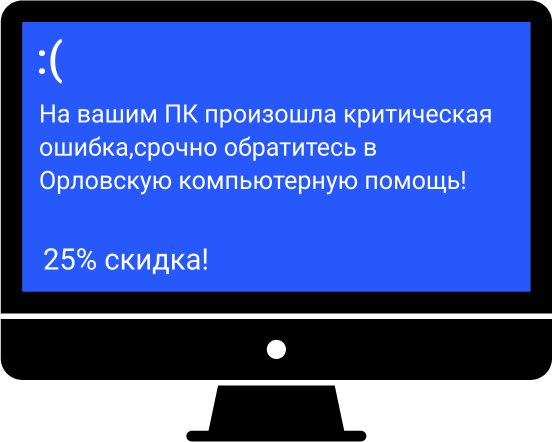 :(
На вашим ПК произошла критическая
ошибка,срочно обратитесь в
Орловскую компьютерную помощь!
25% скидка!